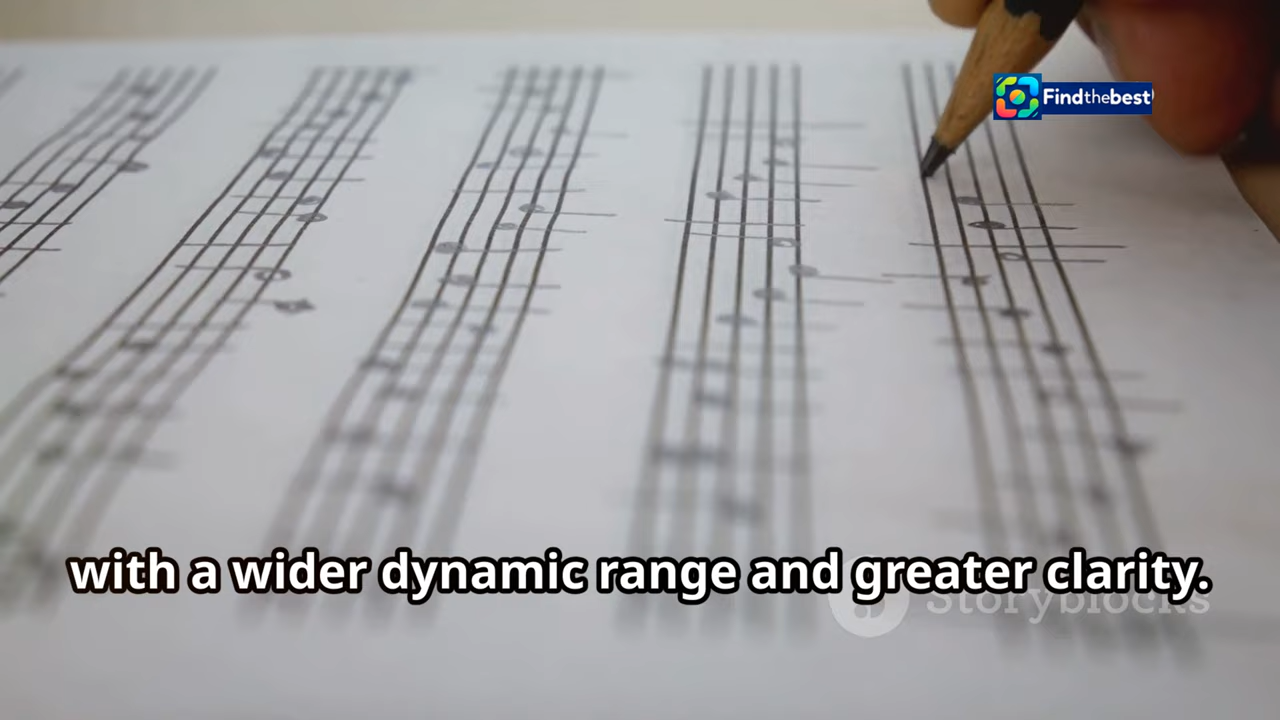 Findthebest
with a wider dynamic range and greater clarity.
Storyblocks